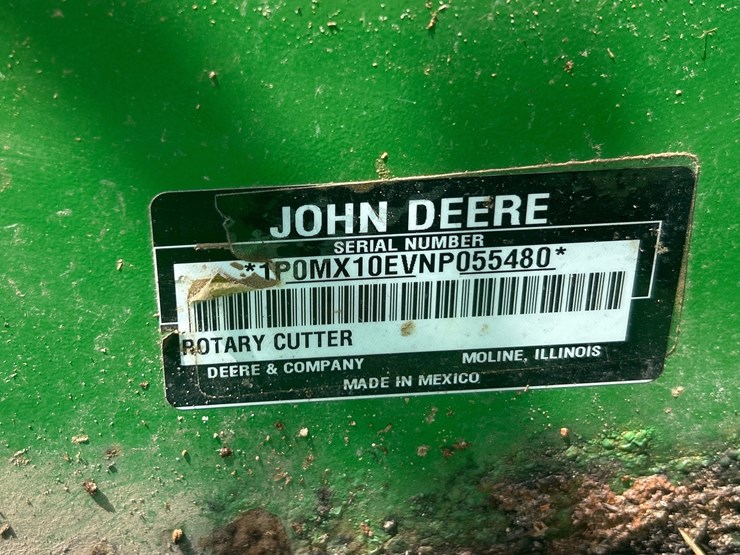 JOHN DEERE
SERIAL NUMBER
*1P0MX10EVNP055480*
ROTARY CUTTER
DEERE & COMPANY MOLINE, ILLINOIS
MADE IN MEXICO